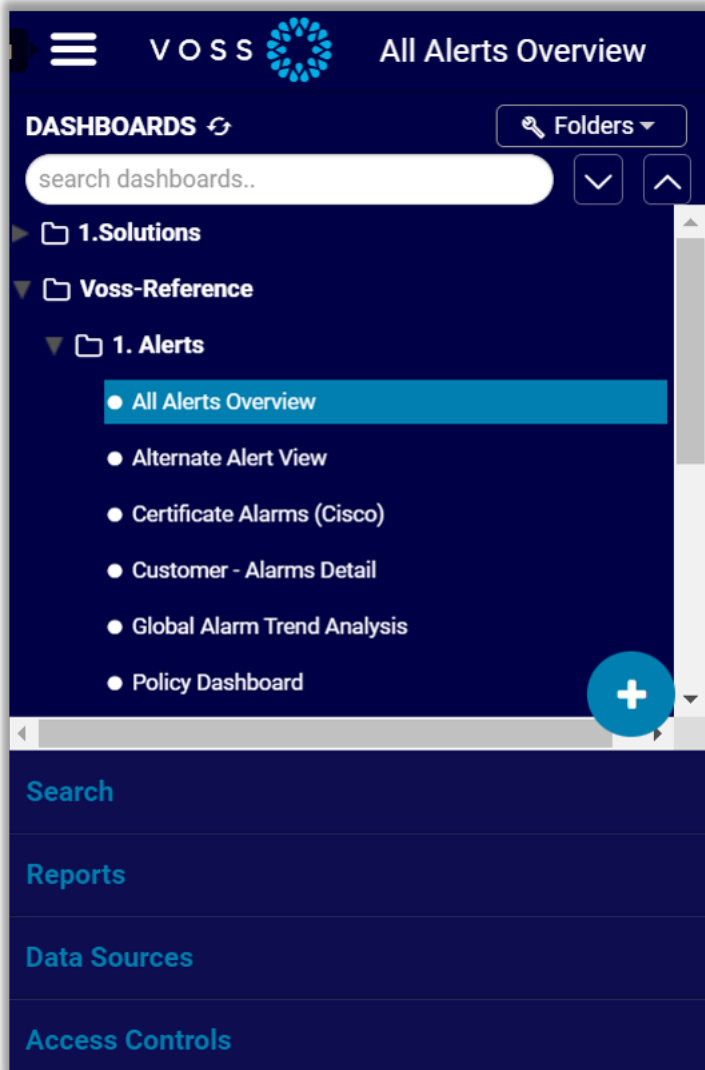 VOSS All Alerts Overview
DASHBOARDS Folders
search dashboards..
1.Solutions
Voss-Reference
1. Alerts
All Alerts Overview
Alternate Alert View
Certificate Alarms (Cisco)
Customer - Alarms Detail
Global Alarm Trend Analysis
Policy Dashboard
Search
Reports
Data Sources
Access Controls